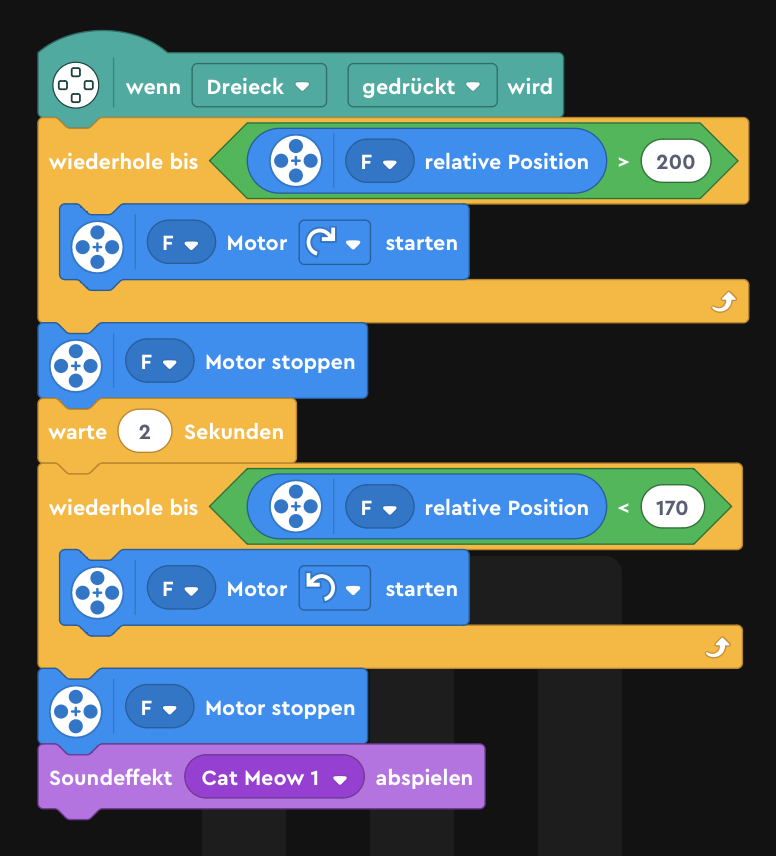 wenn Dreieck gedrückt wird
wiederhole bis F relative Position > 200
F Motor starten
F Motor stoppen
warte 2 Sekunden
wiederhole bis F relative Position < 170
F Motor starten
F Motor stoppen
Soundeffekt Cat Meow 1 abspielen